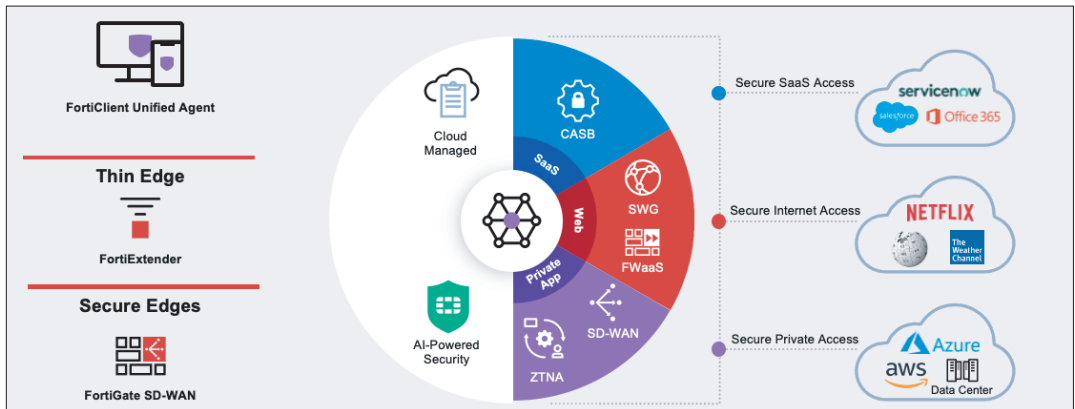 FortiClient Unified Agent
Thin Edge
FortiExtender
Secure Edges
FortiGate SD-WAN
Cloud
Managed
AI-Powered
Security
CASB
SaaS
SWG
Web
FWaaS
Private
App
SD-WAN
ZTNA
Secure SaaS Access
servicenow
salesforce
Office 365
Secure Internet Access
NETFLIX
The
Weather
Channel
Secure Private Access
Azure
aws
Data Center